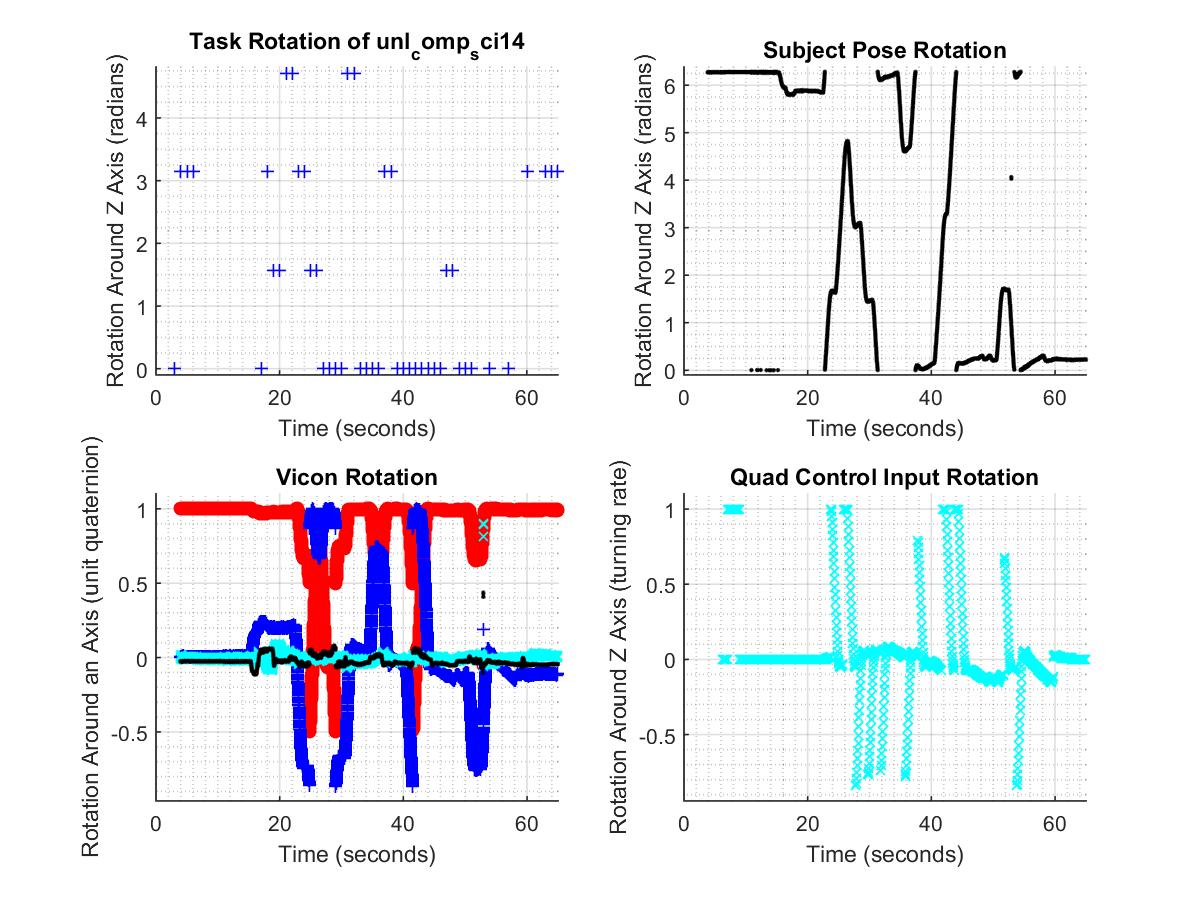 Task Rotation of unl_comp_sci14
Rotation Around Z Axis (radians)
4
3
2
1
0
0 20 40 60
Time (seconds)
Subject Pose Rotation
Rotation Around Z Axis (radians)
6
5
4
3
2
1
0
0 20 40 60
Time (seconds)
Vicon Rotation
Rotation Around an Axis (unit quaternion)
1
0.5
0
-0.5
0 20 40 60
Time (seconds)
Quad Control Input Rotation
Rotation Around Z Axis (turning rate)
1
0.5
0
-0.5
0 20 40 60
Time (seconds)